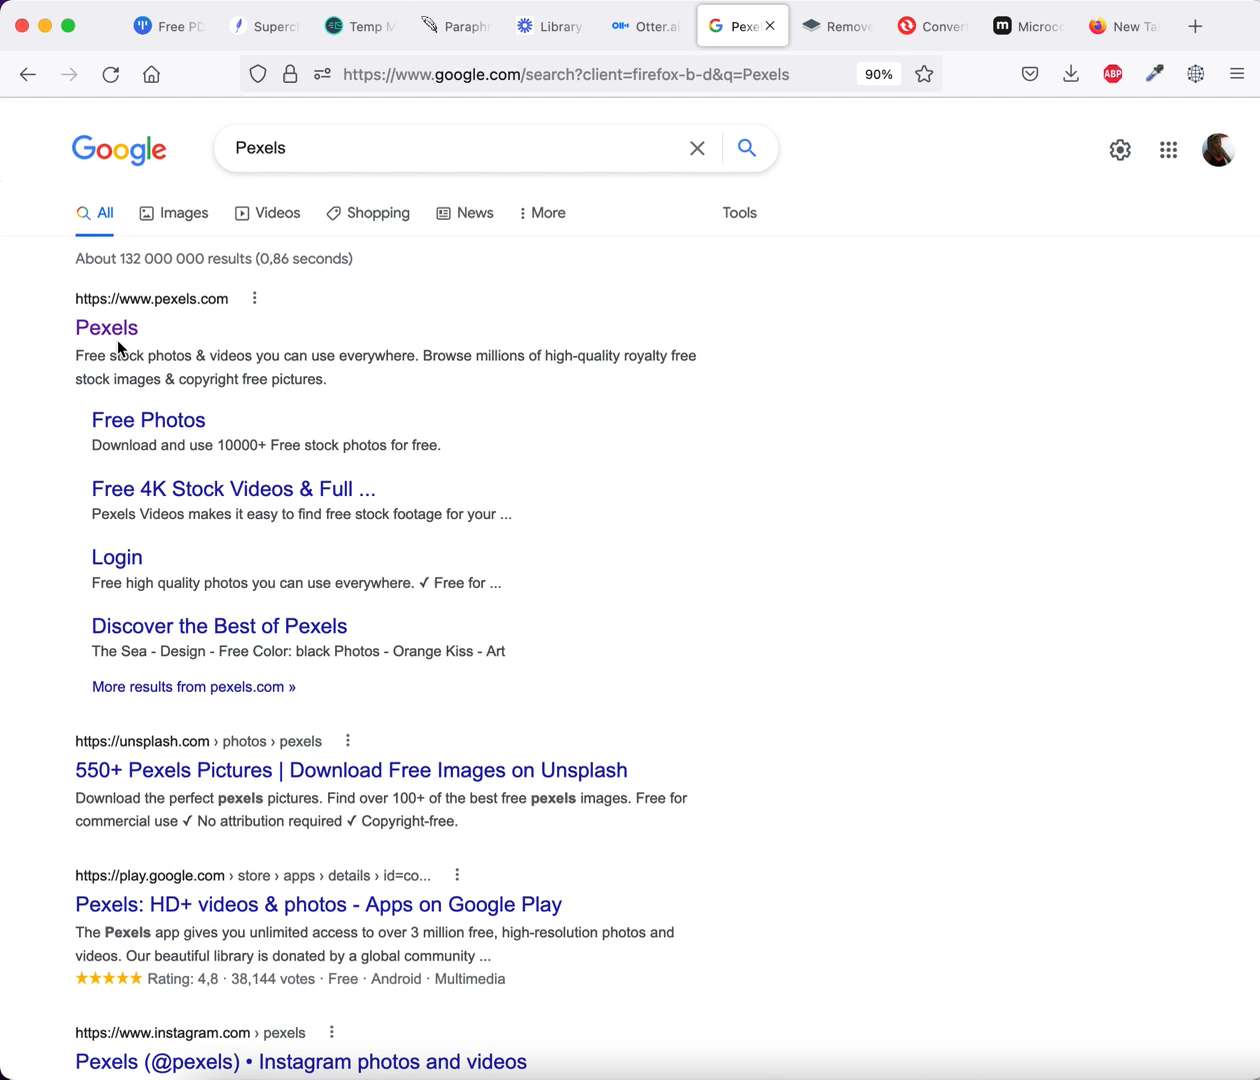 Free PD
Superch
Temp M
Paraphr
Library
Otter.ai
Pexe
Remove
Convert
Microco
New Ta
https://www.google.com/search?client=firefox-b-d&q=Pexels
90%
ABP
Google
Pexels
All
Images
Videos
Shopping
News
More
Tools
About 132 000 000 results (0,86 seconds)
https://www.pexels.com
Pexels
Free stock photos & videos you can use everywhere. Browse millions of high-quality royalty free
stock images & copyright free pictures.
Free Photos
Download and use 10000+ Free stock photos for free.
Free 4K Stock Videos & Full ...
Pexels Videos makes it easy to find free stock footage for your ...
Login
Free high quality photos you can use everywhere. ✓ Free for ...
Discover the Best of Pexels
The Sea - Design - Free Color: black Photos - Orange Kiss - Art
More results from pexels.com »
https://unsplash.com › photos › pexels
550+ Pexels Pictures | Download Free Images on Unsplash
Download the perfect pexels pictures. Find over 100+ of the best free pexels images. Free for
commercial use ✓ No attribution required ✓ Copyright-free.
https://play.google.com › store › apps › details › id=co...
Pexels: HD+ videos & photos - Apps on Google Play
The Pexels app gives you unlimited access to over 3 million free, high-resolution photos and
videos. Our beautiful library is donated by a global community ...
★★★★★ Rating: 4,8 · 38,144 votes · Free · Android · Multimedia
https://www.instagram.com › pexels
Pexels (@pexels) • Instagram photos and videos